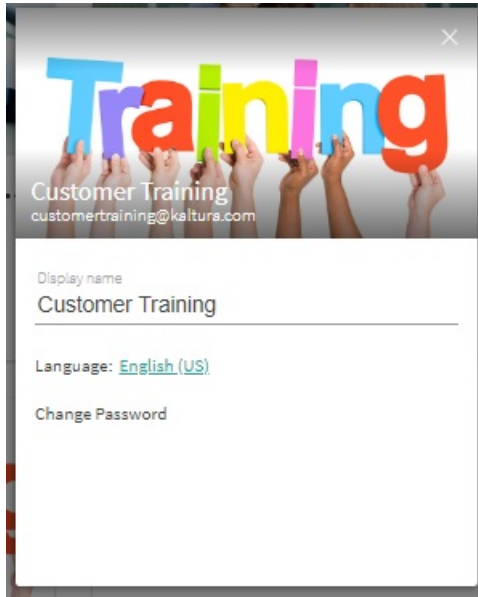 Training
Customer Training
customertraining@kaltura.com
Display name
Customer Training
Language: English (US)
Change Password